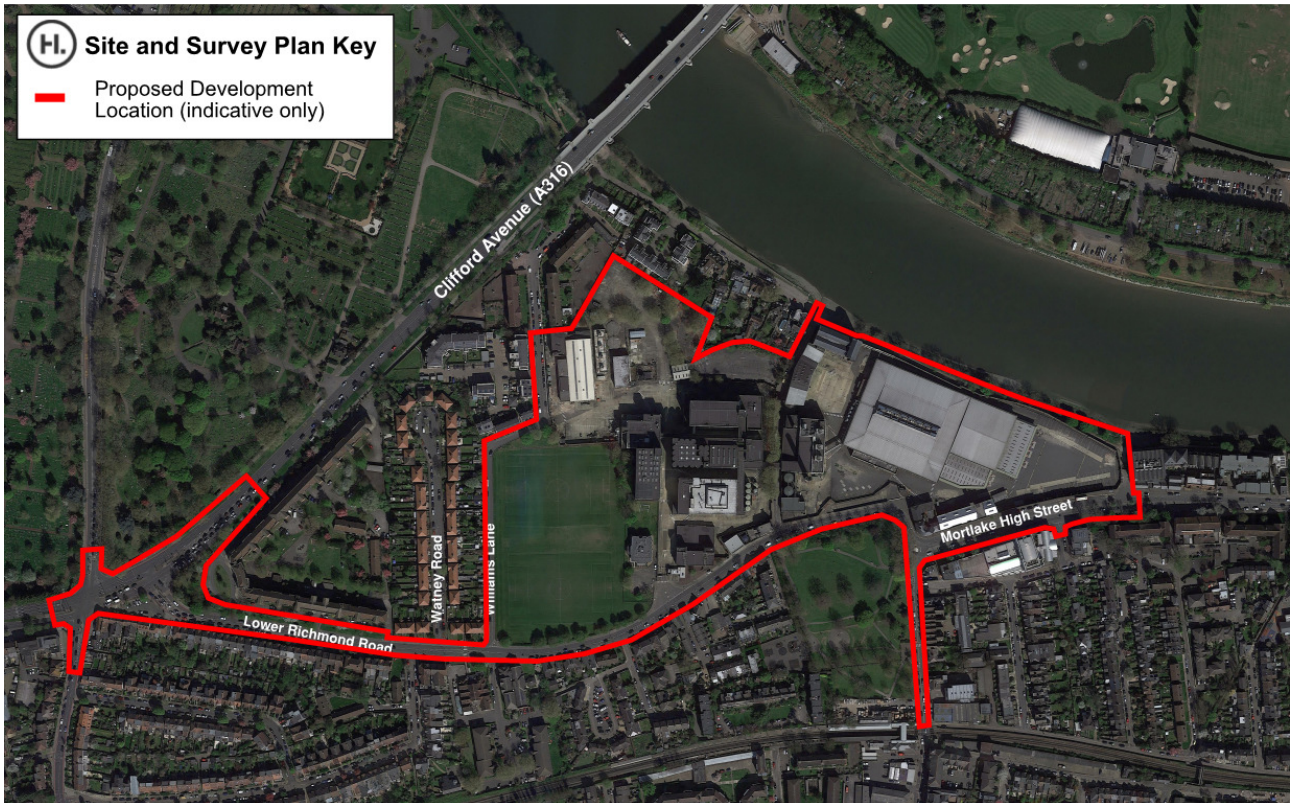 H. Site and Survey Plan Key
Proposed Development
Location (indicative only)
Clifford Avenue (A316)
Mortlake High Street
Watney Road
Williams Lane
Lower Richmond Road